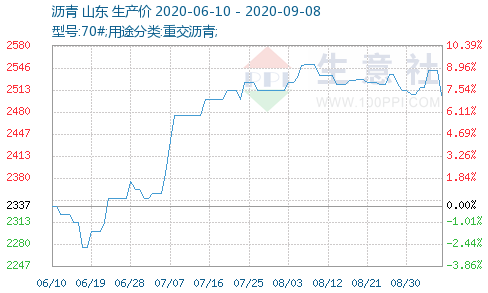 沥青 山东 生产价 2020-06-10 - 2020-09-08
型号:70#;用途分类:重交沥青;
2580 10.39%
2546 8.96%
2513 7.54%
2480 6.11%
2447 4.69%
2413 3.26%
2380 1.84%
2337 0.00%
2313 -1.01%
2280 -2.44%
2247 -3.86%
PPI 生意社
www.100PPI.com
06/10 06/19 06/28 07/07 07/16 07/25 08/03 08/12 08/21 08/30